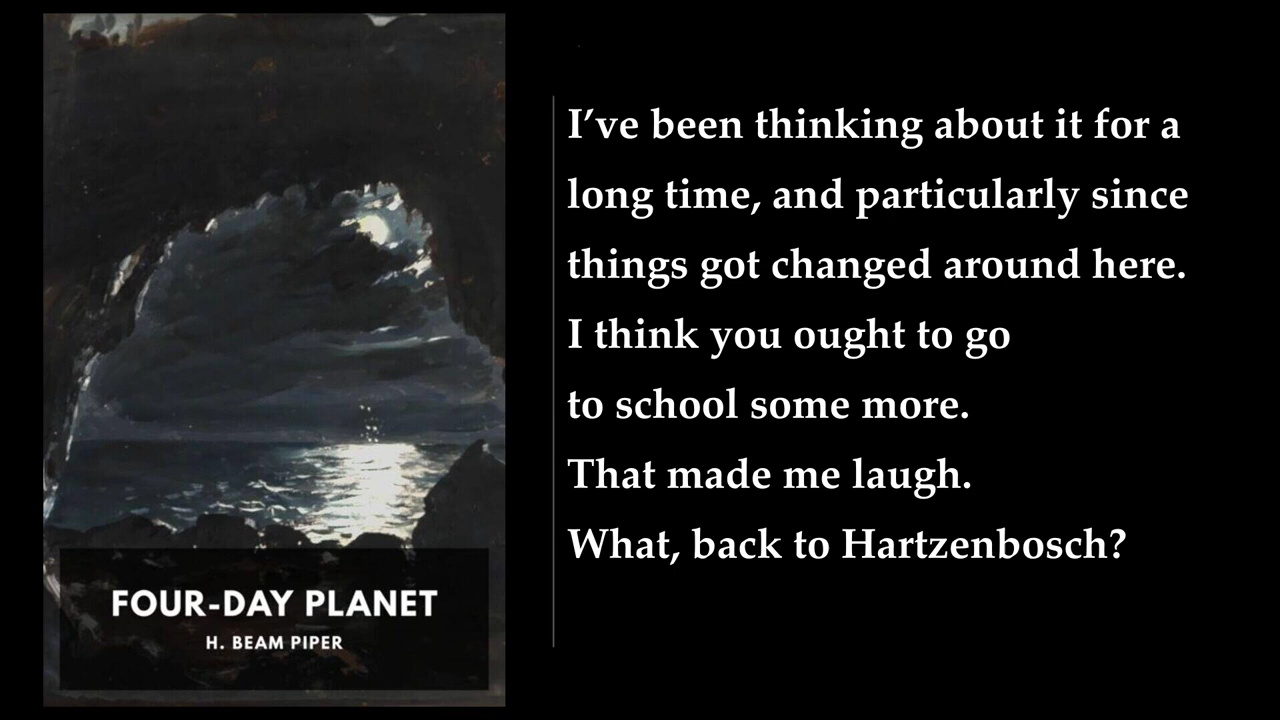 FOUR-DAY PLANET
H. BEAM PIPER
I’ve been thinking about it for a
long time, and particularly since
things got changed around here.
I think you ought to go
to school some more.
That made me laugh.
What, back to Hartzenbosch?